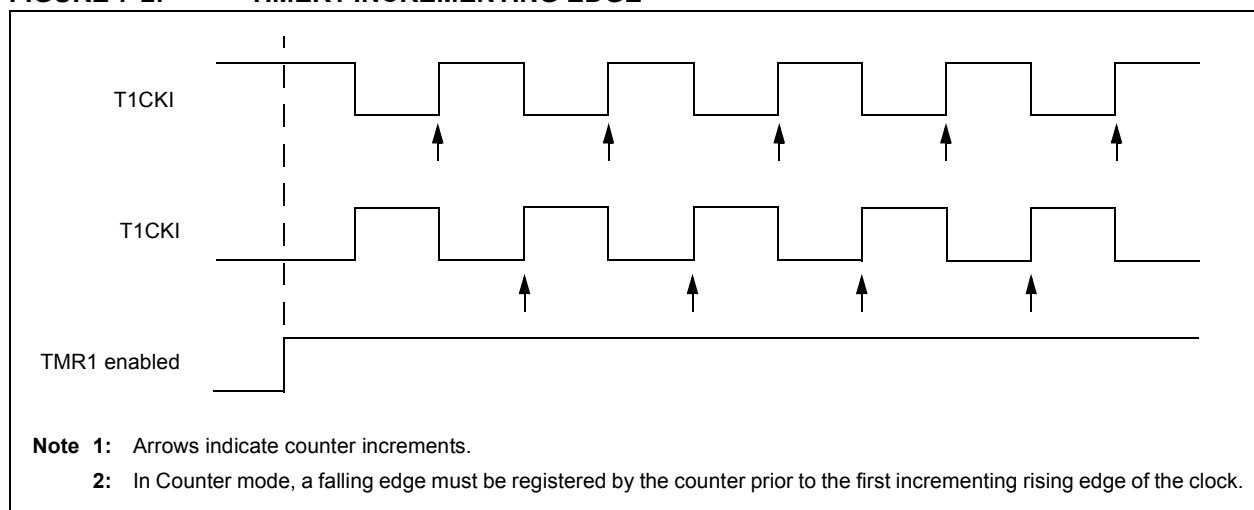 T1CKI
T1CKI
TMR1 enabled
Note 1: Arrows indicate counter increments.
2: In Counter mode, a falling edge must be registered by the counter prior to the first incrementing rising edge of the clock.